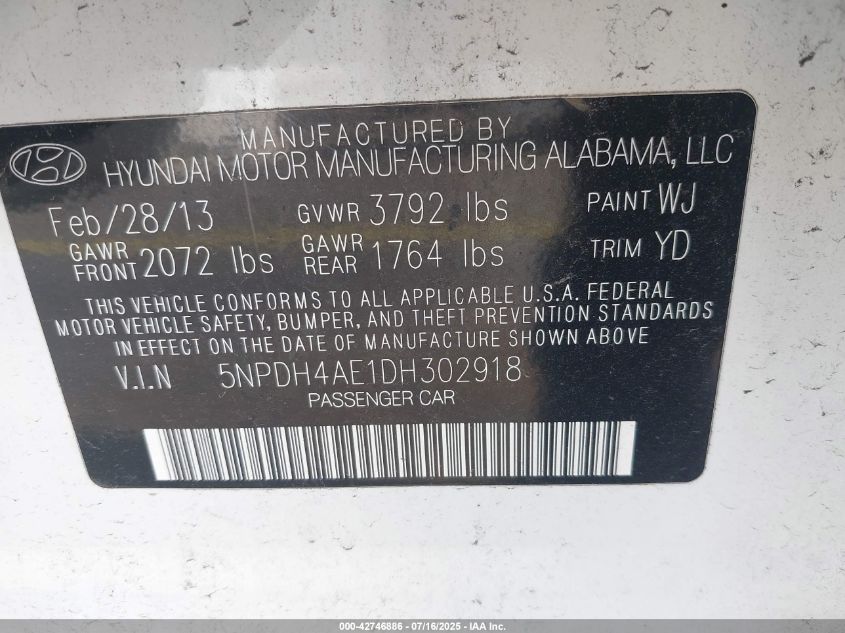 MANUFACTURED BY
HYUNDAI MOTOR MANUFACTURING ALABAMA, LLC
Feb/28/13 GVWR 3792 lbs PAINT WJ
GAWR FRONT 2072 lbs GAWR REAR 1764 lbs TRIM YD
THIS VEHICLE CONFORMS TO ALL APPLICABLE U.S.A. FEDERAL
MOTOR VEHICLE SAFETY, BUMPER, AND THEFT PREVENTION STANDARDS
IN EFFECT ON THE DATE OF MANUFACTURE SHOWN ABOVE
V.I.N 5NPDH4AE1DH302918
PASSENGER CAR
000-42746886 - 07/16/2025 - IAA Inc.